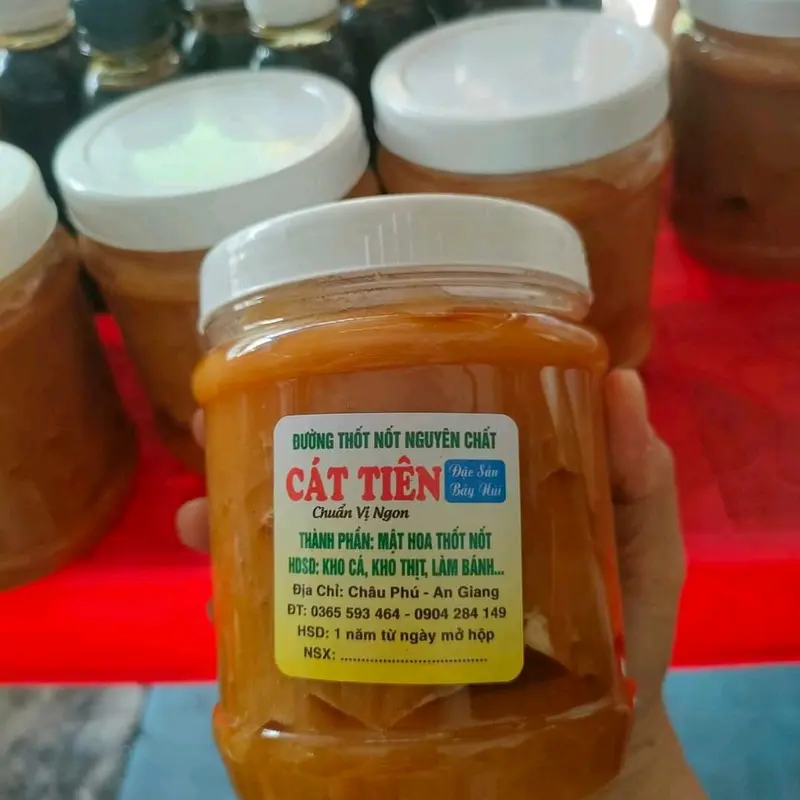 ĐƯỜNG THỐT NỐT NGUYÊN CHẤT
CÁT TIÊN
Đặc Sản
Bảy Núi
Chuẩn Vị Ngon
THÀNH PHẦN: MẬT HOA THỐT NỐT
HDSD: KHO CÁ, KHO THỊT, LÀM BÁNH...
Địa Chỉ: Châu Phú - An Giang
ĐT: 0365 593 464 - 0904 284 149
HSD: 1 năm từ ngày mở hộp
NSX: ....................................